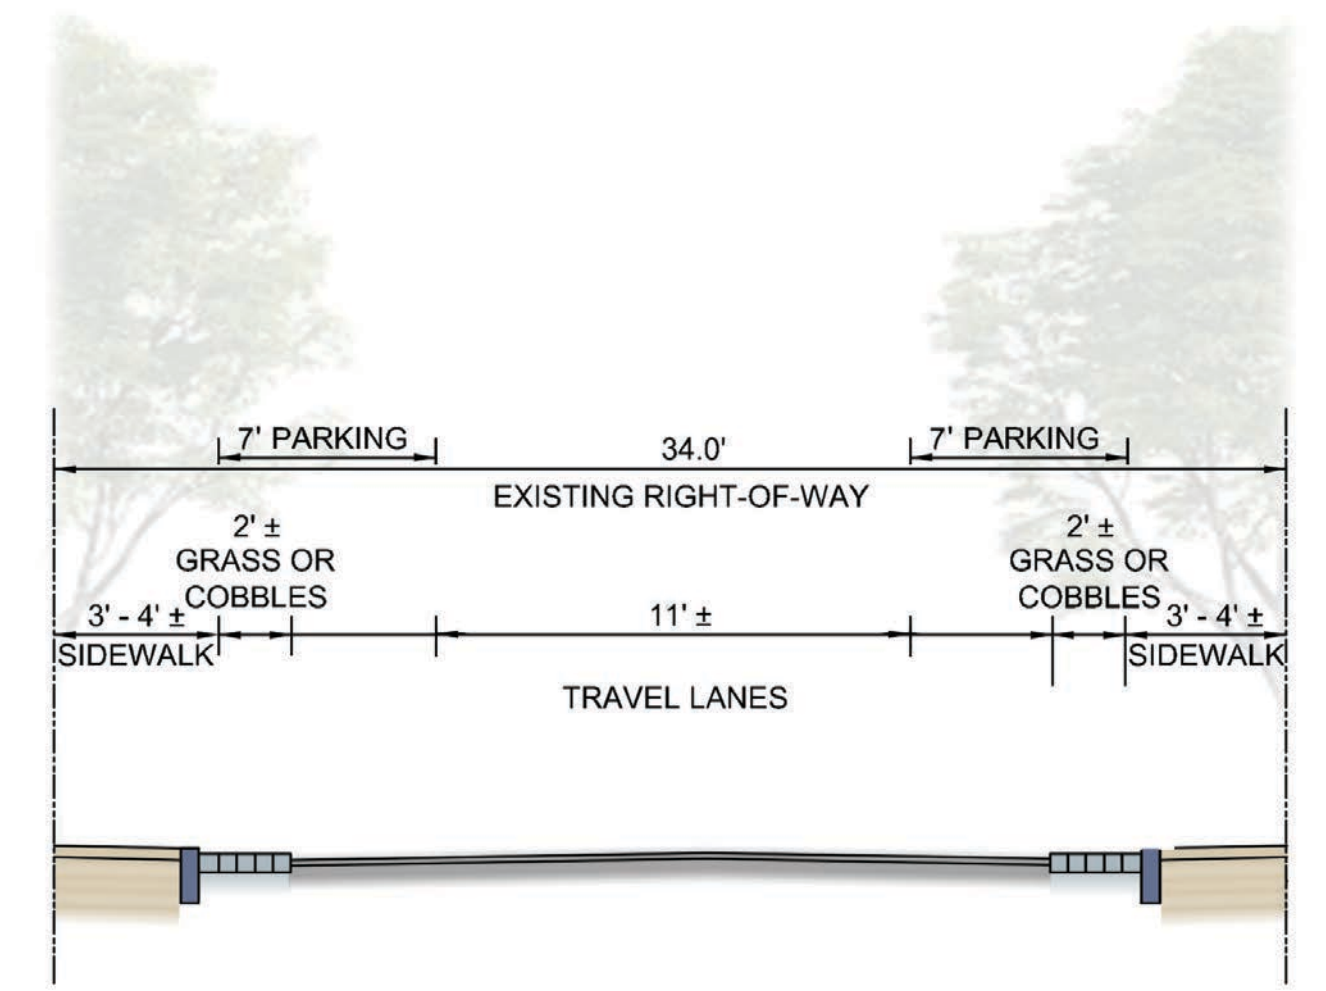 7' PARKING
34.0'
7' PARKING
EXISTING RIGHT-OF-WAY
2' ±
GRASS OR
COBBLES
2' ±
GRASS OR
COBBLES
3' - 4' ±
SIDEWALK
11' ±
3' - 4' ±
SIDEWALK
TRAVEL LANES